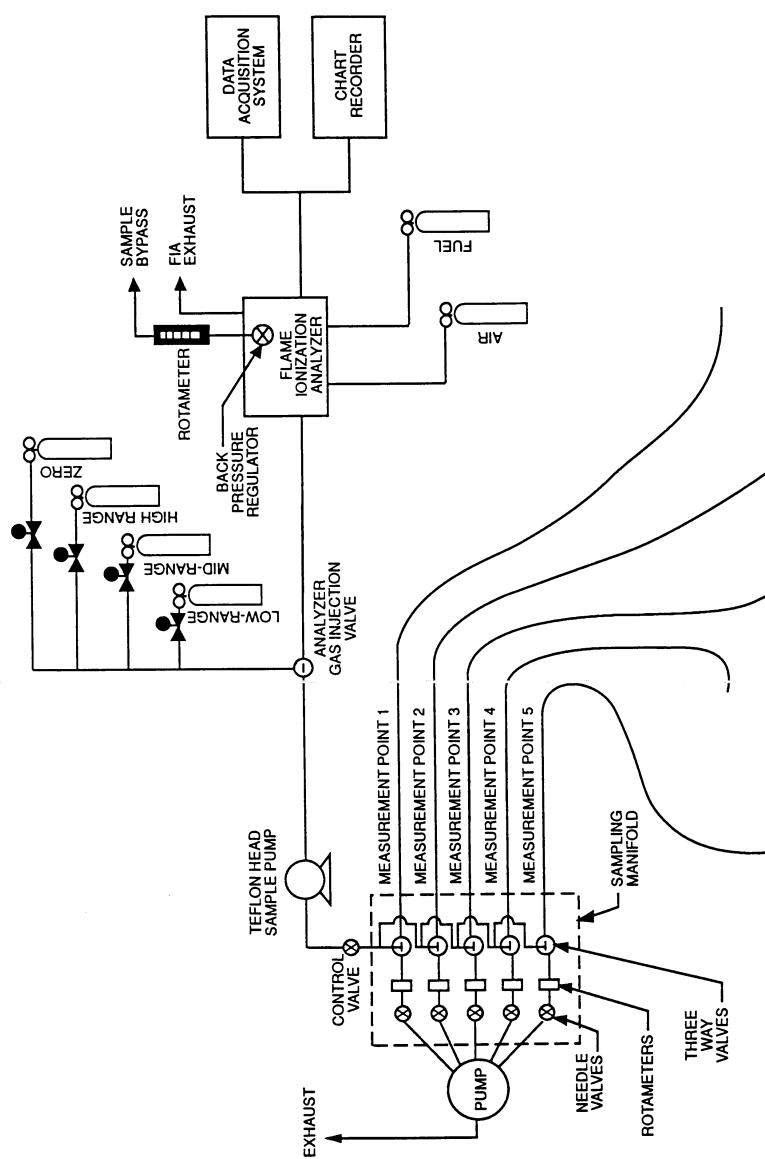 DATA
ACQUISITION
SYSTEM
CHART
RECORDER
SAMPLE
BYPASS
FIA
EXHAUST
ROTAMETER
FUEL
AIR
FLAME
IONIZATION
ANALYZER
BACK
PRESSURE
REGULATOR
ZERO
HIGH RANGE
MID-RANGE
LOW-RANGE
ANALYZER
GAS INJECTION
VALVE
TEFLON HEAD
SAMPLE PUMP
MEASUREMENT POINT 1
MEASUREMENT POINT 2
MEASUREMENT POINT 3
MEASUREMENT POINT 4
MEASUREMENT POINT 5
SAMPLING
MANIFOLD
CONTROL
VALVE
THREE
WAY
VALVES
ROTAMETERS
NEEDLE
VALVES
PUMP
EXHAUST